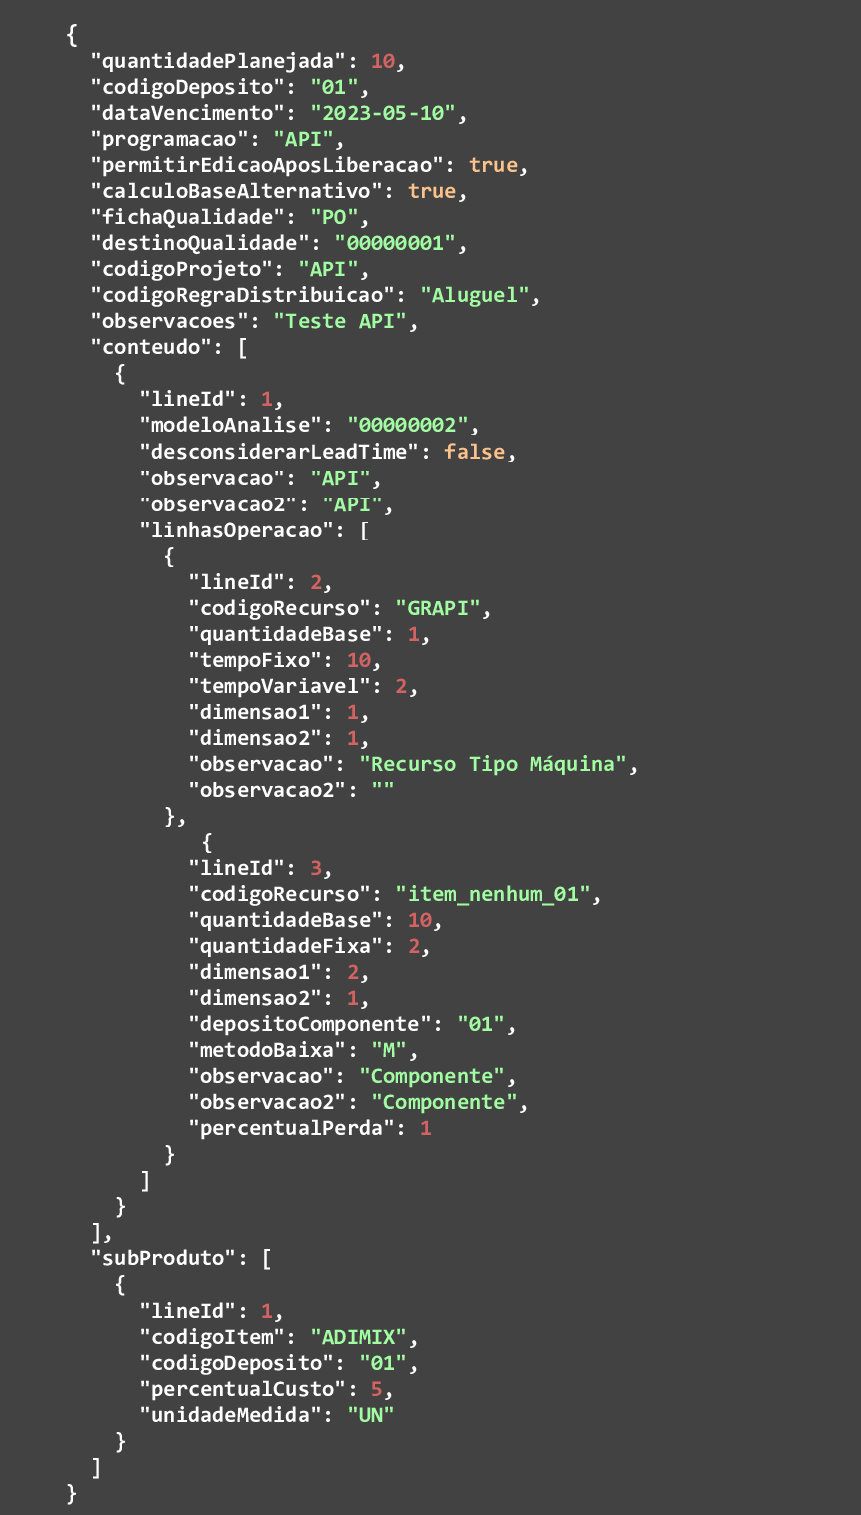 {
  "quantidadePlanejada": 10,
  "codigoDeposito": "01",
  "dataVencimento": "2023-05-10",
  "programacao": "API",
  "permitirEdicaoAposLiberacao": true,
  "calculoBaseAlternativo": true,
  "fichaQualidade": "PO",
  "destinoQualidade": "00000001",
  "codigoProjeto": "API",
  "codigoRegraDistribuicao": "Aluguel",
  "observacoes": "Teste API",
  "conteudo": [
    {
      "lineId": 1,
      "modeloAnalise": "00000002",
      "desconsiderarLeadTime": false,
      "observacao": "API",
      "observacao2": "API",
      "linhasOperacao": [
        {
          "lineId": 2,
          "codigoRecurso": "GRAPI",
          "quantidadeBase": 1,
          "tempoFixo": 10,
          "tempoVariavel": 2,
          "dimensao1": 1,
          "dimensao2": 1,
          "observacao": "Recurso Tipo Máquina",
          "observacao2": ""
        },
           {
          "lineId": 3,
          "codigoRecurso": "item_nenhum_01",
          "quantidadeBase": 10,
          "quantidadeFixa": 2,
          "dimensao1": 2,
          "dimensao2": 1,
          "depositoComponente": "01",
          "metodoBaixa": "M",
          "observacao": "Componente",
          "observacao2": "Componente",
          "percentualPerda": 1
        }
      ]
    }
  ],
  "subProduto": [
    {
      "lineId": 1,
      "codigoItem": "ADIMIX",
      "codigoDeposito": "01",
      "percentualCusto": 5,
      "unidadeMedida": "UN"
    }
  ]
}